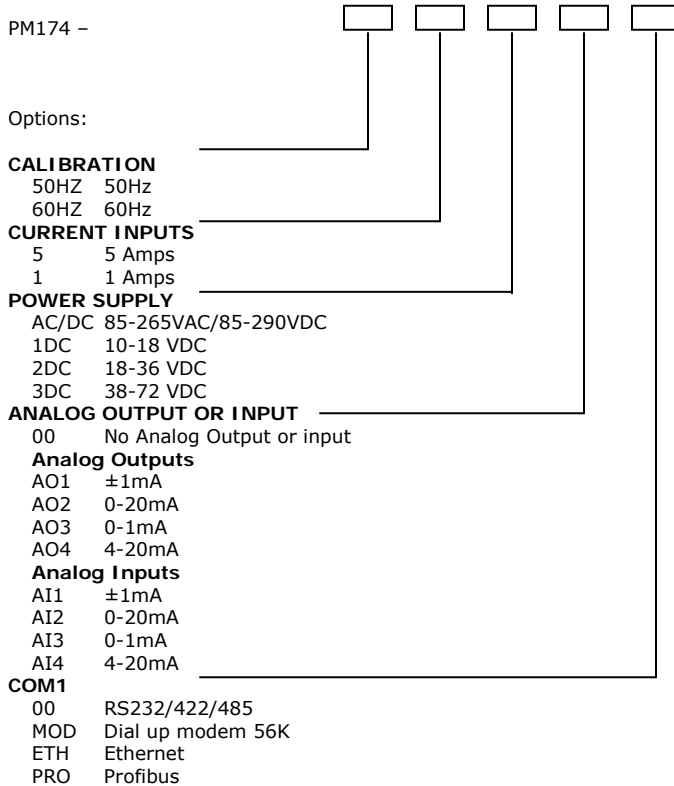 PM174 –
Options:
CALIBRATION
50HZ 50Hz
60HZ 60Hz
CURRENT INPUTS
5 5 Amps
1 1 Amps
POWER SUPPLY
AC/DC 85-265VAC/85-290VDC
1DC 10-18 VDC
2DC 18-36 VDC
3DC 38-72 VDC
ANALOG OUTPUT OR INPUT
00 No Analog Output or input
Analog Outputs
AO1 ±1mA
AO2 0-20mA
AO3 0-1mA
AO4 4-20mA
Analog Inputs
AI1 ±1mA
AI2 0-20mA
AI3 0-1mA
AI4 4-20mA
COM1
00 RS232/422/485
MOD Dial up modem 56K
ETH Ethernet
PRO Profibus